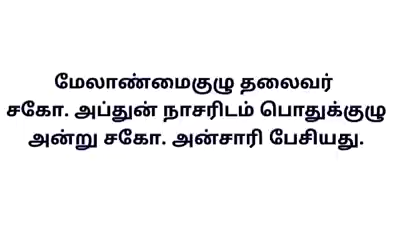 மேலாண்மைகுழு தலைவர்
சகோ. அப்துன் நாசரிடம் பொதுக்குழு
அன்று சகோ. அன்சாரி பேசியது.